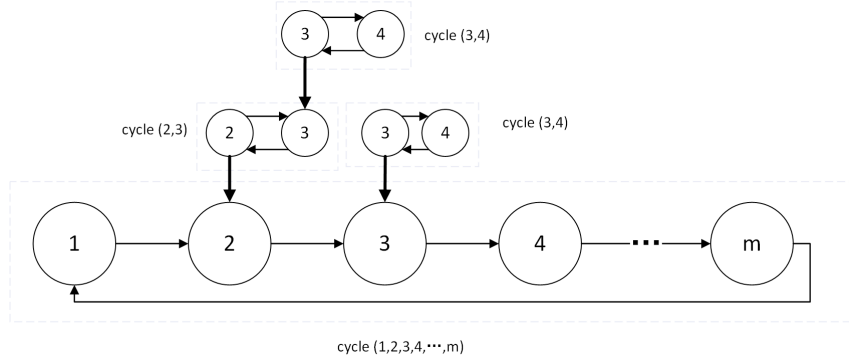 3 4 cycle (3,4)
cycle (2,3) 2 3 3 4 cycle (3,4)
1 2 3 4 ··· m
cycle (1,2,3,4,···,m)